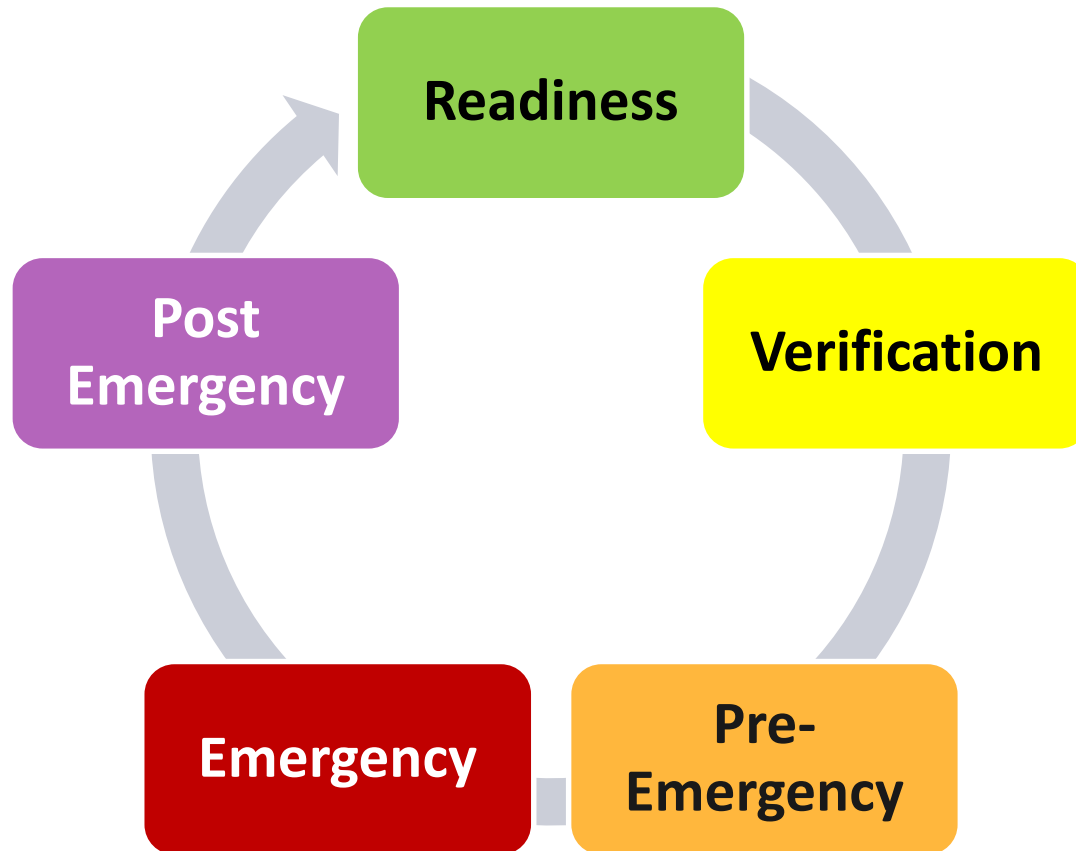 Readiness
Verification
Pre-
Emergency
Emergency
Post
Emergency